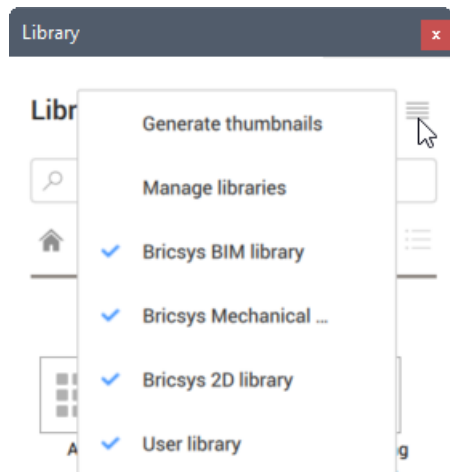 Library
x
Libr
Generate thumbnails
Manage libraries
Bricsys BIM library
Bricsys Mechanical ...
Bricsys 2D library
User library
A
g